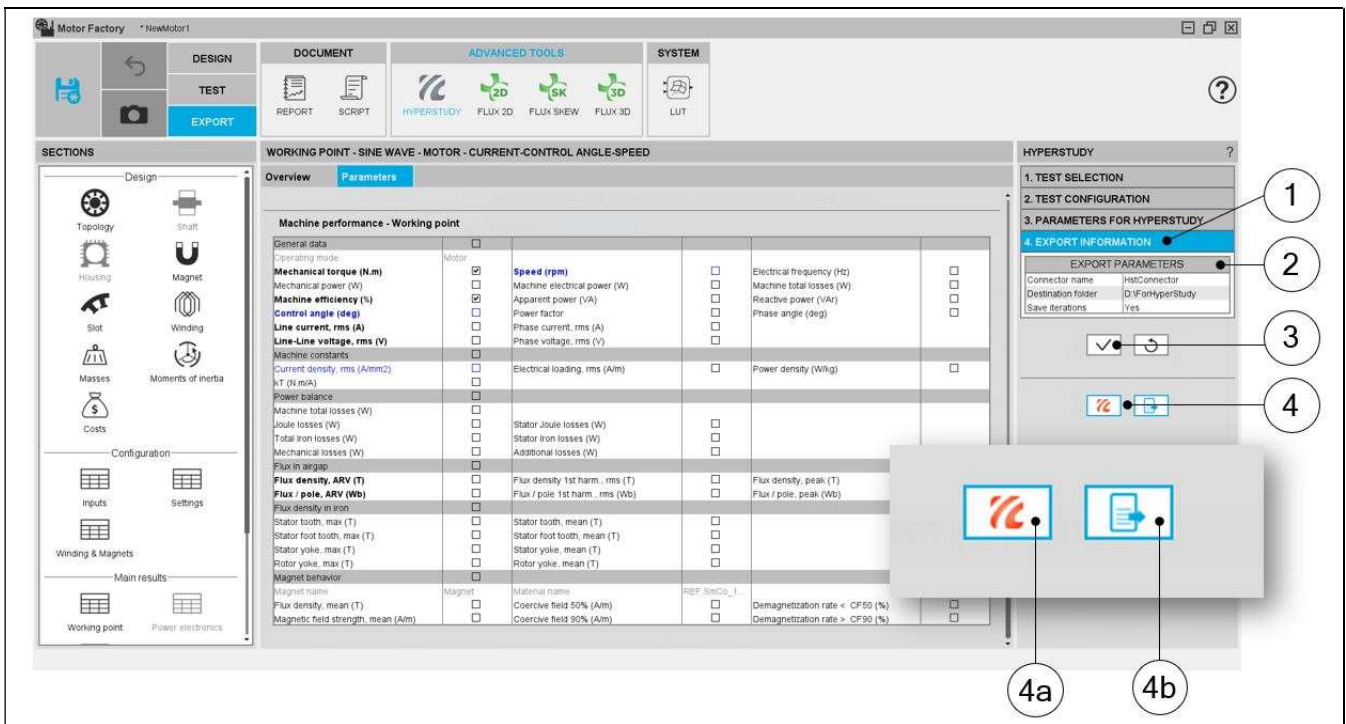 Motor Factory * NewMotor1
DESIGN
TEST
EXPORT
DOCUMENT
REPORT SCRIPT
ADVANCED TOOLS
HYPERSTUDY FLUX 2D FLUX SKEW FLUX 3D
2D SK 3D
SYSTEM
LUT
?
SECTIONS
Design
Topology Shaft
Housing Magnet
Slot Winding
Masses Moments of inertia
Costs
Configuration
Inputs Settings
Winding & Magnets
Main results
Working point Power electronics
WORKING POINT - SINE WAVE - MOTOR - CURRENT-CONTROL ANGLE-SPEED
Overview Parameters
Machine performance - Working point
General data
Operating mode Motor
Mechanical torque (N.m) Speed (rpm) Electrical frequency (Hz)
Mechanical power (W) Machine electrical power (W) Machine total losses (W)
Machine efficiency (%) Apparent power (VA) Reactive power (VAr)
Control angle (deg) Power factor Phase angle (deg)
Line current, rms (A) Phase current, rms (A)
Line-Line voltage, rms (V) Phase voltage, rms (V)
Machine constants
Current density, rms (A/mm2) Electrical loading, rms (A/m) Power density (W/kg)
kT (N.m/A)
Power balance
Machine total losses (W)
Joule losses (W) Stator Joule losses (W)
Total Iron losses (W) Stator Iron losses (W)
Mechanical losses (W) Additional losses (W)
Flux in airgap
Flux density, ARV (T) Flux density 1st harm., rms (T) Flux density, peak (T)
Flux / pole, ARV (Wb) Flux / pole 1st harm., rms (Wb) Flux / pole, peak (Wb)
Flux density in iron
Stator tooth, max (T) Stator tooth, mean (T)
Stator foot tooth, max (T) Stator foot tooth, mean (T)
Stator yoke, max (T) Stator yoke, mean (T)
Rotor yoke, max (T) Rotor yoke, mean (T)
Magnet behavior
Magnet name Magnet Material name REF SmCo_1...
Flux density, mean (T) Coercive field 50% (A/m) Demagnetization rate < CF50 (%)
Magnetic field strength, mean (A/m) Coercive field 90% (A/m) Demagnetization rate > CF90 (%)
HYPERSTUDY ?
1. TEST SELECTION
2. TEST CONFIGURATION
3. PARAMETERS FOR HYPERSTUDY
4. EXPORT INFORMATION
EXPORT PARAMETERS
Connector name HstConnector
Destination folder D:\ForHyperStudy
Save iterations Yes
1
2
3
4
4a
4b